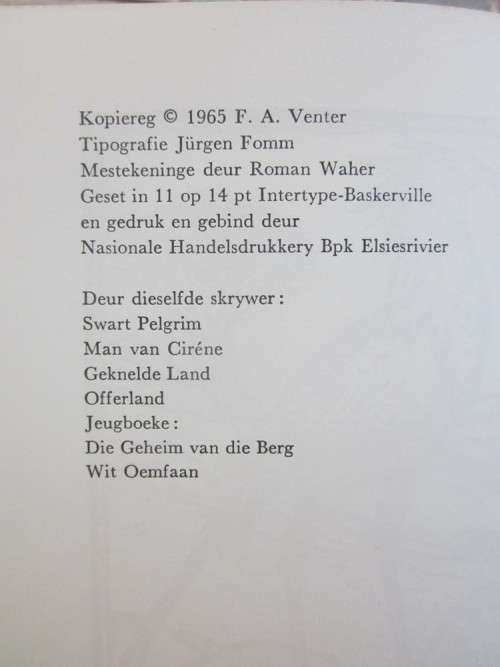 Kopiereg © 1965 F. A. Venter
Tipografie Jürgen Fomm
Mestekeninge deur Roman Waher
Geset in 11 op 14 pt Intertype-Baskerville
en gedruk en gebind deur
Nasionale Handelsdrukkery Bpk Elsiesrivier
Deur dieselfde skrywer:
Swart Pelgrim
Man van Ciréne
Geknelde Land
Offerland
Jeugboeke:
Die Geheim van die Berg
Wit Oemfaan